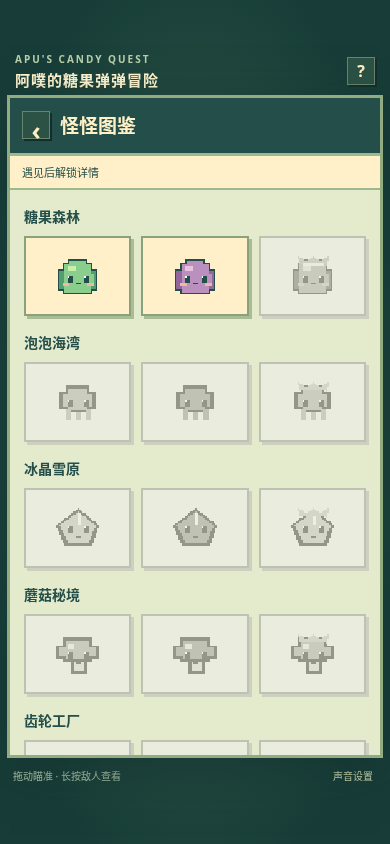 APU'S CANDY QUEST
阿噗的糖果弹弹冒险
?
‹ 怪怪图鉴
遇见后解锁详情
糖果森林
泡泡海湾
冰晶雪原
蘑菇秘境
齿轮工厂
拖动瞄准 · 长按敌人查看
声音设置